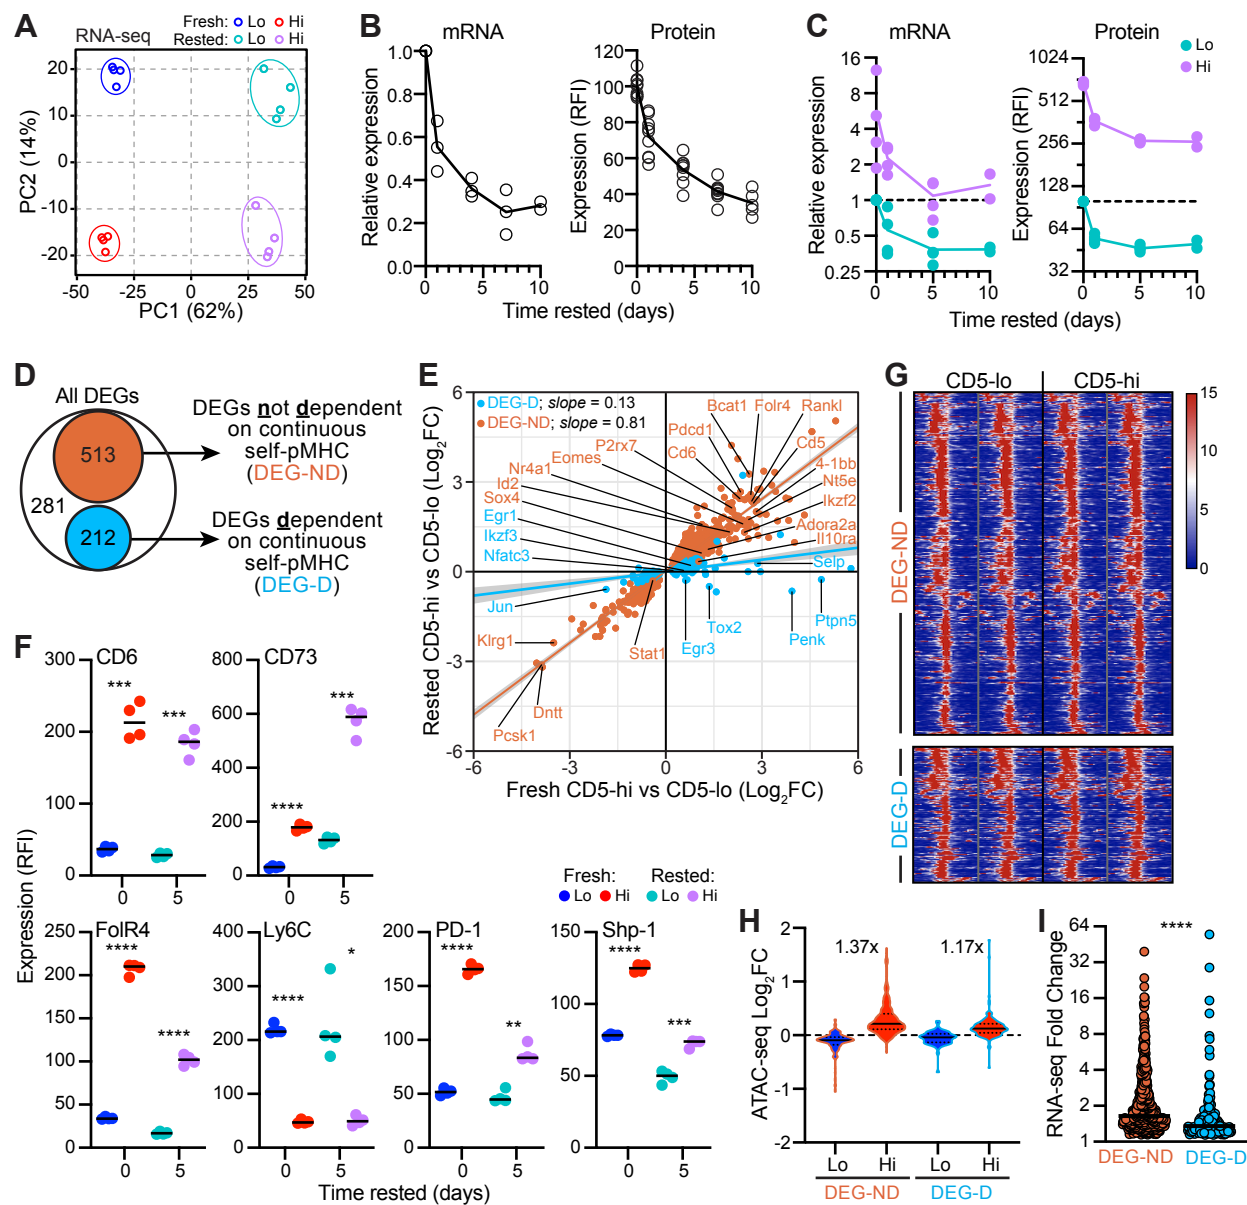 A
RNA-seq
Fresh: Lo Hi
Rested: Lo Hi
PC2 (14%)
20
10
0
-10
-20
-50 -25 0 25 50
PC1 (62%)
B
mRNA
Protein
Relative expression
1.0
0.8
0.6
0.4
0.2
0.0
0 5 10
Expression (RFI)
120
100
80
60
40
20
0
0 5 10
Time rested (days)
C
mRNA
Protein
Lo
Hi
Relative expression
16
8
4
2
1
0.5
0.25
0 5 10
Expression (RFI)
1024
512
256
128
64
32
0 5 10
Time rested (days)
D
All DEGs
513
281
212
DEGs not dependent
on continuous
self-pMHC
(DEG-ND)
DEGs dependent
on continuous
self-pMHC
(DEG-D)
E
DEG-D; slope = 0.13
DEG-ND; slope = 0.81
Rested CD5-hi vs CD5-lo (Log2FC)
6
3
0
-3
-6
-6 -3 0 3 6
Fresh CD5-hi vs CD5-lo (Log2FC)
Bcat1 Folr4 Rankl
Pdcd1
Cd6
Cd5
P2rx7
Eomes
Nr4a1
Id2
Sox4
Egr1
Ikzf3
Nfatc3
4-1bb
Nt5e
Ikzf2
Adora2a
Il10ra
Selp
Jun
Klrg1
Stat1
Egr3
Tox2
Penk
Ptpn5
Dntt
Pcsk1
F
Expression (RFI)
CD6
300
200
100
0
*** ***
0 5
CD73
800
600
400
200
0
**** ***
0 5
Fresh: Rested:
Lo Hi Lo Hi
FolR4
250
200
150
100
50
0
**** ****
0 5
Ly6C
400
300
200
100
0
**** *
0 5
PD-1
200
150
100
50
0
**** **
0 5
Shp-1
150
100
50
0
**** ***
0 5
Time rested (days)
G
CD5-lo CD5-hi
DEG-ND
DEG-D
15
10
5
0
H
ATAC-seq Log2FC
2
1
0
-1
-2
1.37x 1.17x
Lo Hi Lo Hi
DEG-ND DEG-D
I
RNA-seq Fold Change
64
32
16
8
4
2
1
****
DEG-ND DEG-D